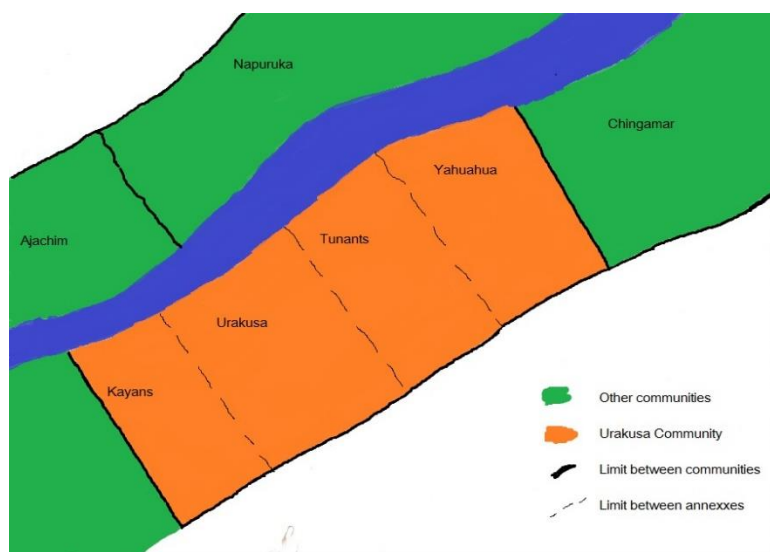 Napuruka
Chingamar
Yahuahua
Ajachim
Tunants
Urakusa
Kayans
Other communities
Urakusa Community
Limit between communities
Limit between annexxes